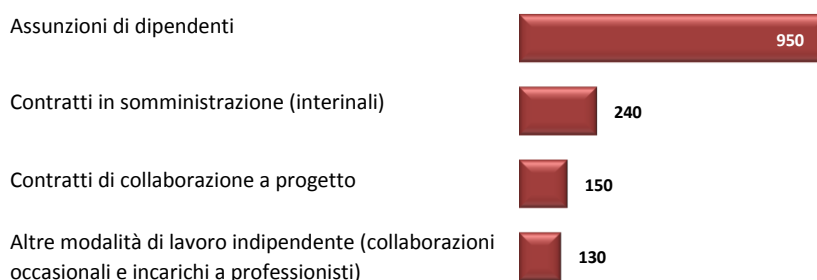 Assunzioni di dipendenti
950
Contratti in somministrazione (interinali)
240
Contratti di collaborazione a progetto
150
Altre modalità di lavoro indipendente (collaborazioni
occasionali e incarichi a professionisti)
130